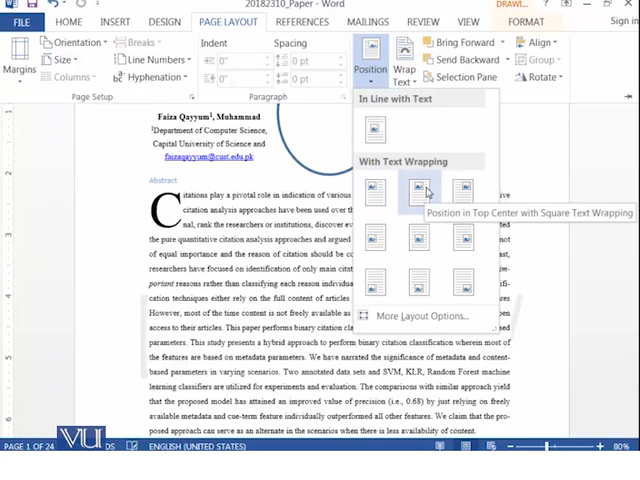 20182310_Paper - Word
DRAWI...
FILE HOME INSERT DESIGN PAGE LAYOUT REFERENCES MAILINGS REVIEW VIEW FORMAT Sign in
Margins
Orientation
Size
Columns
Breaks
Line Numbers
Hyphenation
Page Setup
Indent Spacing
0" 0 pt
0" 0 pt
Paragraph
Position
Wrap
Text
Bring Forward
Send Backward
Selection Pane
Align
Group
Rotate
In Line with Text
With Text Wrapping
Position in Top Center with Square Text Wrapping
More Layout Options...
Faiza Qayyum¹, Muhammad
¹Department of Computer Science,
Capital University of Science and
faizaqayyum@cust.edu.pk
Abstract
Citations play a pivotal role in indication of various
citation analysis approaches have been used over th
nal, rank the researchers or institutions, discover e
the pure quantitative citation analysis approaches and argued
of equal importance and the reason of citation should be co
researchers have focused on identification of only main cita
portant reasons rather than classifying each reason individua
cation techniques either rely on the full content of articles
However, most of the time content is not freely available as
access to their articles. This paper performs binary citation cl
parameters. This study presents a hybrid approach to perform binary citation classification wherein most of
the features are based on metadata parameters. We have narrated the significance of metadata and content-
based parameters in varying scenarios. Two annotated data sets and SVM, KLR, Random Forest machine
learning classifiers are utilized for experiments and evaluation. The comparisons with similar approach yield
that the proposed model has attained an improved value of precision (i.e., 0.68) by just relying on freely
available metadata and cue-term feature individually outperformed all other features. We claim that the pro-
posed approach can serve as an alternate in the scenarios when there is less availability of content.
PAGE 1 OF 24 DS ENGLISH (UNITED STATES) 80%
VU